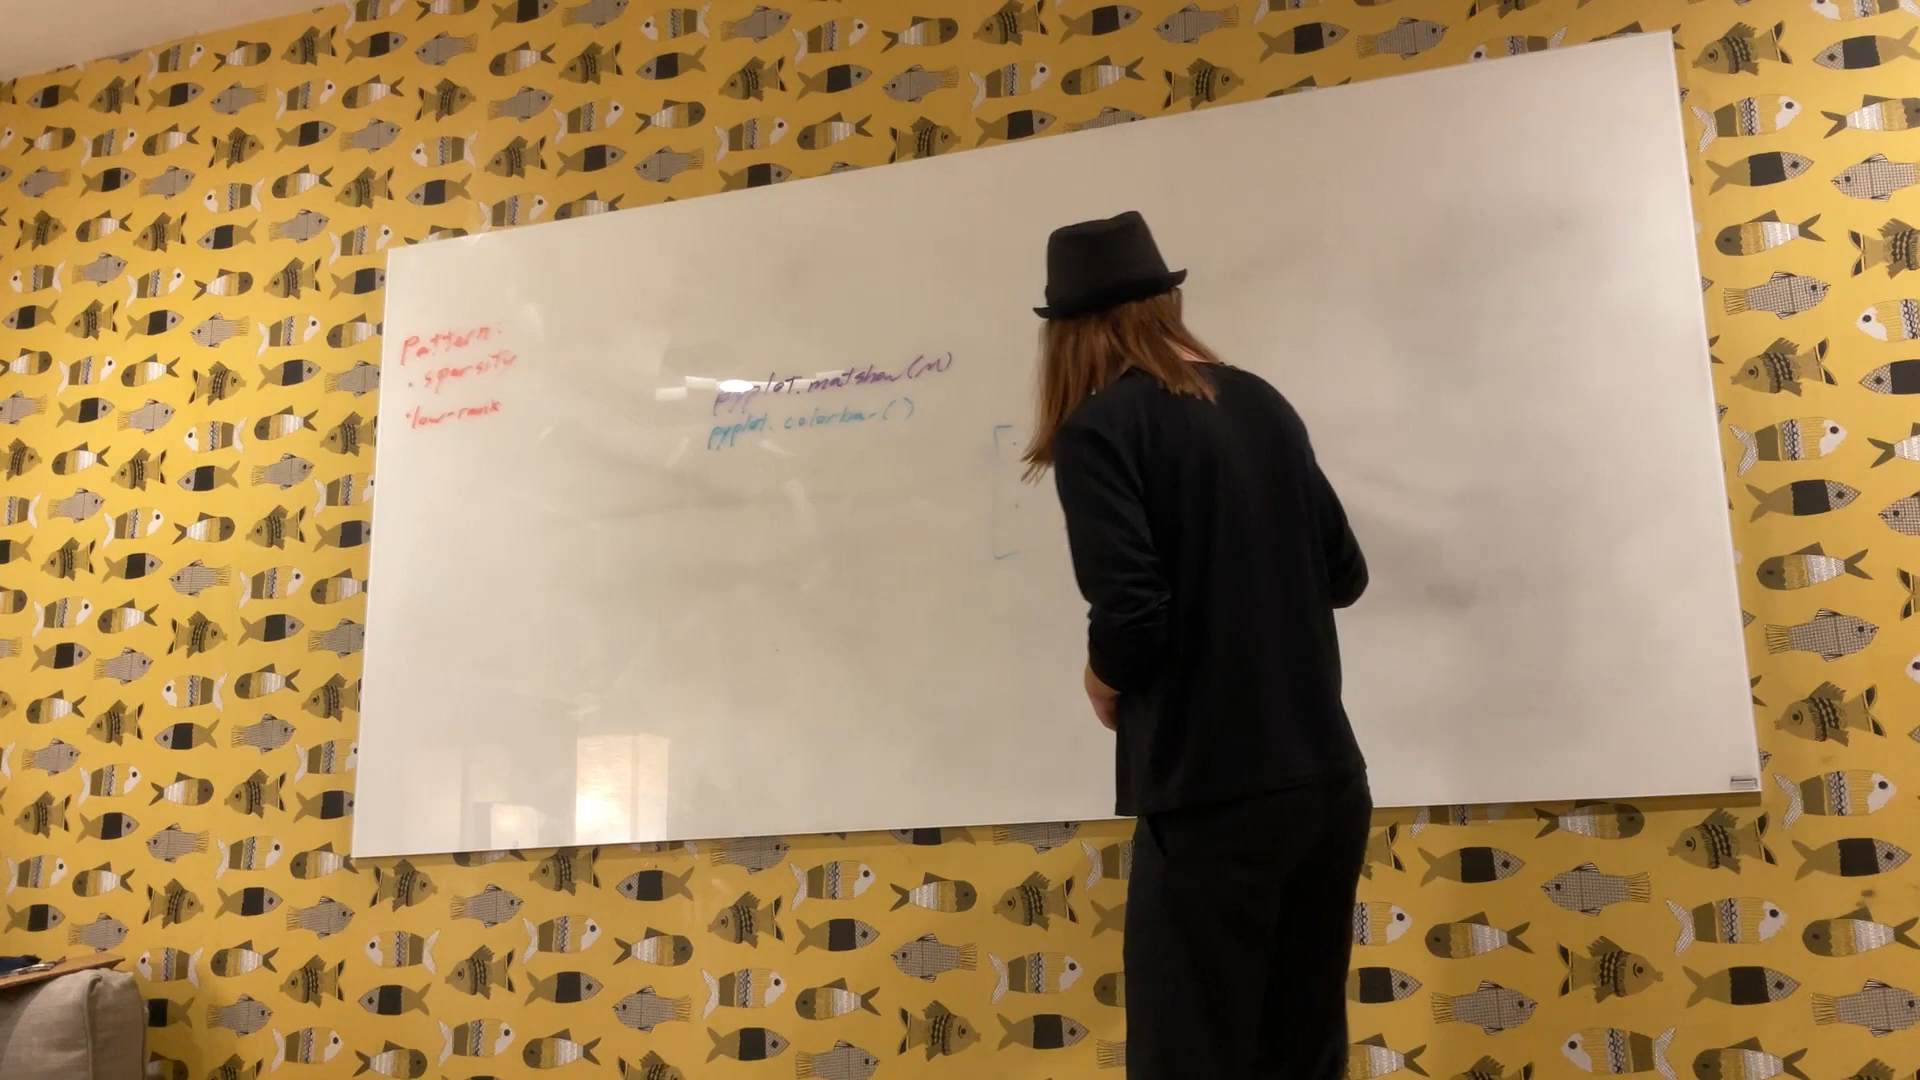 Pattern:
• sparsity
• low-rank
pyplot.matshow(M)
pyplot.colorbar()
[